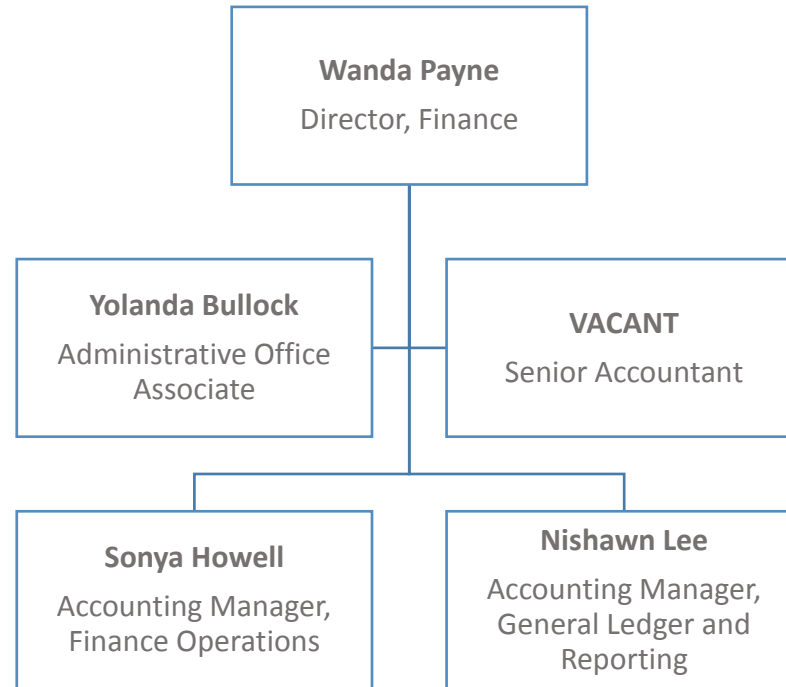 Wanda Payne
Director, Finance
Yolanda Bullock
Administrative Office
Associate
VACANT
Senior Accountant
Sonya Howell
Accounting Manager,
Finance Operations
Nishawn Lee
Accounting Manager,
General Ledger and
Reporting